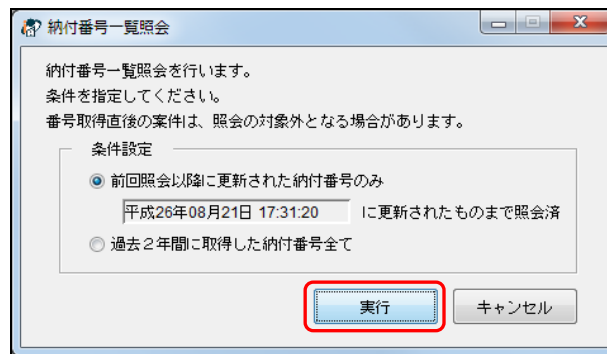 納付番号一覧照会
納付番号一覧照会を行います。
条件を指定してください。
番号取得直後の案件は、照会の対象外となる場合があります。
条件設定
前回照会以降に更新された納付番号のみ
平成26年08月21日 17:31:20 に更新されたものまで照会済
過去２年間に取得した納付番号全て
実行 キャンセル